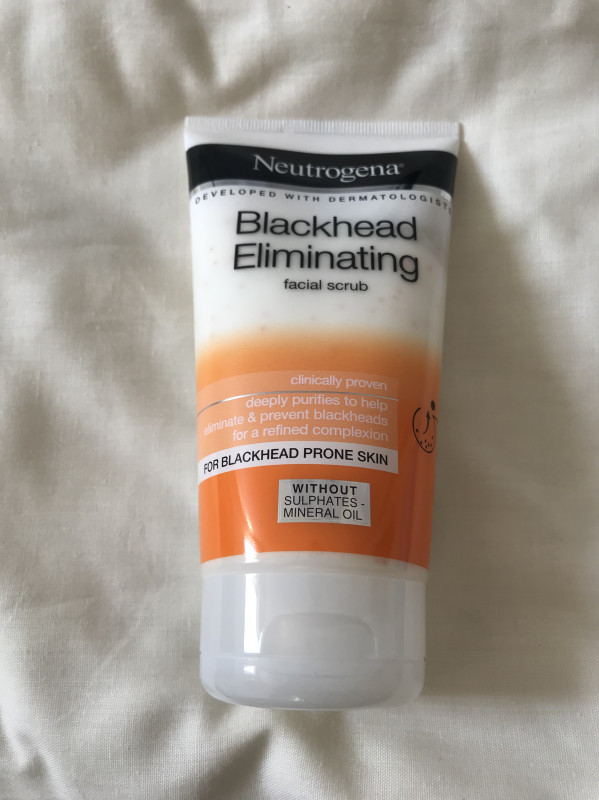 Neutrogena®
DEVELOPED WITH DERMATOLOGISTS
Blackhead
Eliminating
facial scrub
clinically proven
deeply purifies to help
eliminate & prevent blackheads
for a refined complexion
FOR BLACKHEAD PRONE SKIN
WITHOUT
SULPHATES -
MINERAL OIL